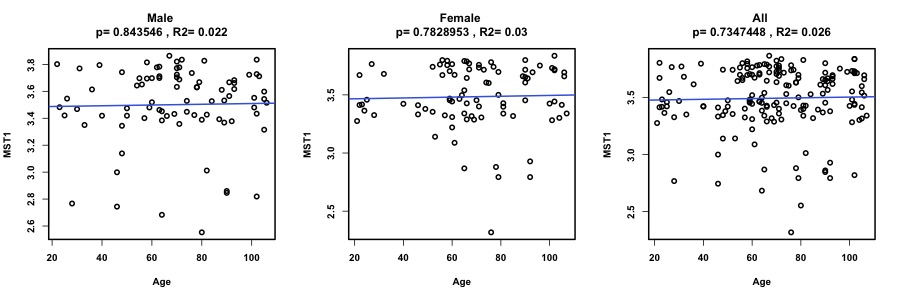 Male
p= 0.843546 , R2= 0.022
MST1
3.8
3.6
3.4
3.2
3.0
2.8
2.6
20 40 60 80 100
Age
Female
p= 0.7828953 , R2= 0.03
MST1
3.5
3.0
2.5
20 40 60 80 100
Age
All
p= 0.7347448 , R2= 0.026
MST1
3.5
3.0
2.5
20 40 60 80 100
Age